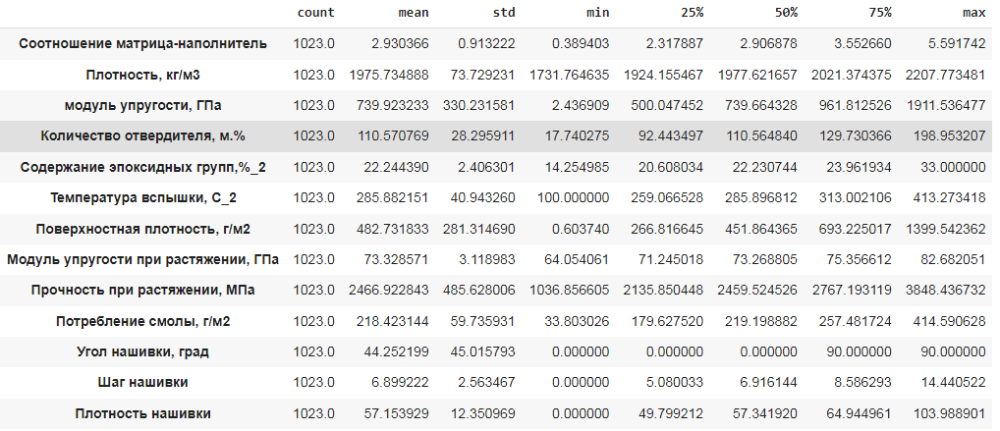 count mean std min 25% 50% 75% max
Соотношение матрица-наполнитель 1023.0 2.930366 0.913222 0.389403 2.317887 2.906878 3.552660 5.591742
Плотность, кг/м3 1023.0 1975.734888 73.729231 1731.764635 1924.155467 1977.621657 2021.374375 2207.773481
модуль упругости, ГПа 1023.0 739.923233 330.231581 2.436909 500.047452 739.664328 961.812526 1911.536477
Количество отвердителя, м.% 1023.0 110.570769 28.295911 17.740275 92.443497 110.564840 129.730366 198.953207
Содержание эпоксидных групп,%_2 1023.0 22.244390 2.406301 14.254985 20.608034 22.230744 23.961934 33.000000
Температура вспышки, С_2 1023.0 285.882151 40.943260 100.000000 259.066528 285.896812 313.002106 413.273418
Поверхностная плотность, г/м2 1023.0 482.731833 281.314690 0.603740 266.816645 451.864365 693.225017 1399.542362
Модуль упругости при растяжении, ГПа 1023.0 73.328571 3.118983 64.054061 71.245018 73.268805 75.356612 82.682051
Прочность при растяжении, МПа 1023.0 2466.922843 485.628006 1036.856605 2135.850448 2459.524526 2767.193119 3848.436732
Потребление смолы, г/м2 1023.0 218.423144 59.735931 33.803026 179.627520 219.198882 257.481724 414.590628
Угол нашивки, град 1023.0 44.252199 45.015793 0.000000 0.000000 0.000000 90.000000 90.000000
Шаг нашивки 1023.0 6.899222 2.563467 0.000000 5.080033 6.916144 8.586293 14.440522
Плотность нашивки 1023.0 57.153929 12.350969 0.000000 49.799212 57.341920 64.944961 103.988901